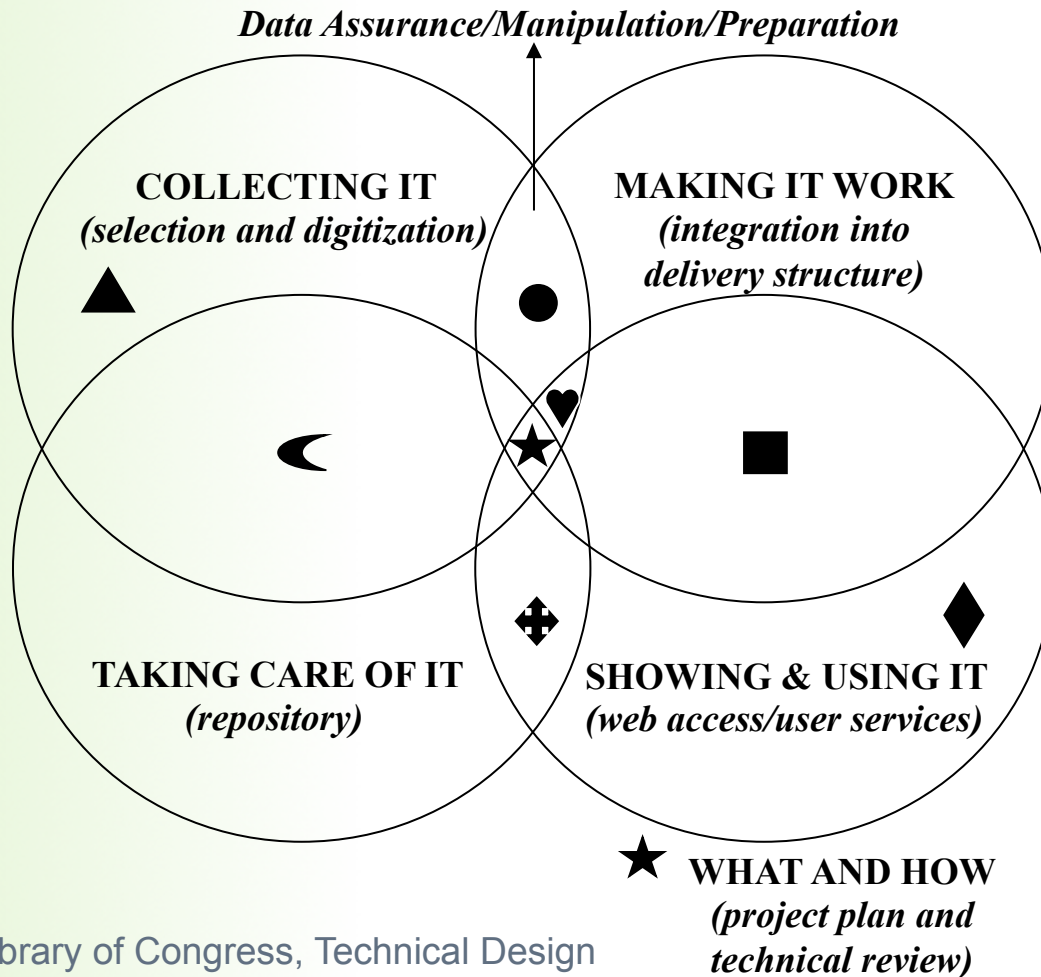 Data Assurance/Manipulation/Preparation
COLLECTING IT
(selection and digitization)
MAKING IT WORK
(integration into
delivery structure)
TAKING CARE OF IT
(repository)
SHOWING & USING IT
(web access/user services)
WHAT AND HOW
(project plan and
technical review)
brary of Congress, Technical Design